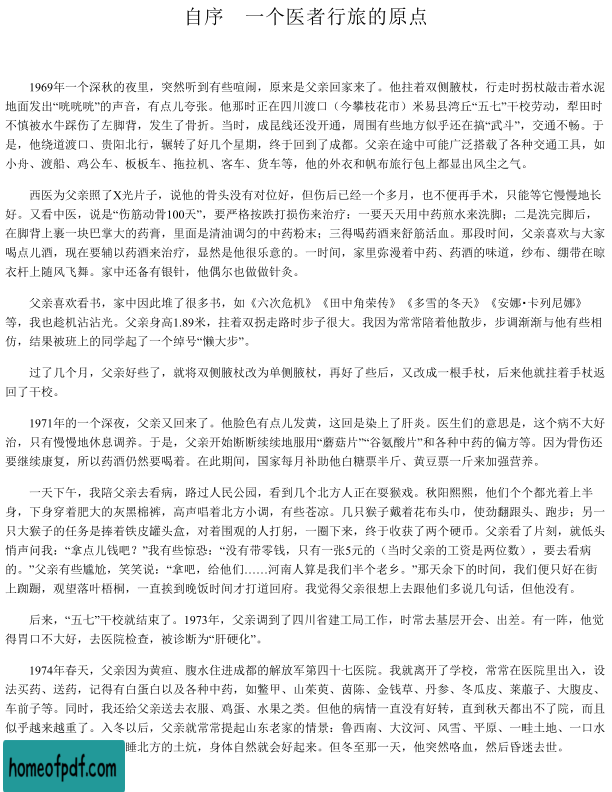 自序　一个医者行旅的原点
1969年一个深秋的夜里，突然听到有些喧闹，原来是父亲回家来了。他拄着双侧腋杖，行走时拐杖敲击着水泥
地面发出“咣咣咣”的声音，有点儿夸张。他那时正在四川渡口（今攀枝花市）米易县湾丘“五七”干校劳动，犁田时
不慎被水牛踩伤了左脚背，发生了骨折。当时，成昆线还没开通，周围有些地方似乎还在搞“武斗”，交通不畅。于
是，他绕道渡口、贵阳北行，辗转了好几个星期，终于回到了成都。父亲在途中可能广泛搭载了各种交通工具，如
小舟、渡船、鸡公车、板板车、拖拉机、客车、货车等，他的外衣和帆布旅行包上都显出风尘之气。
西医为父亲照了X光片子，说他的骨头没有对位好，但伤后已经一个多月，也不便再手术，只能等它慢慢地长
好。又看中医，说是“伤筋动骨100天”，要严格按跌打损伤来治疗：一要天天用中药煎水来洗脚；二是洗完脚后，
在脚背上裹一块巴掌大的药膏，里面是清油调匀的中药粉末；三得喝药酒来舒筋活血。那段时间，父亲喜欢与大家
喝点儿酒，现在要辅以药酒来治疗，显然是他很乐意的。一时间，家里弥漫着中药、药酒的味道，纱布、绷带在晾
衣杆上随风飞舞。家中还备有银针，他偶尔也做做针灸。
父亲喜欢看书，家中因此堆了很多书，如《六次危机》《田中角荣传》《多雪的冬天》《安娜•卡列尼娜》
等，我也趁机沾沾光。父亲身高1.89米，拄着双拐走路时步子很大。我因为常常陪着他散步，步调渐渐与他有些相
仿，结果被班上的同学起了一个绰号“懒大步”。
过了几个月，父亲好些了，就将双侧腋杖改为单侧腋杖，再好了些后，又改成一根手杖，后来他就拄着手杖返
回了干校。
1971年的一个深夜，父亲又回来了。他脸色有点儿发黄，这回是染上了肝炎。医生们的意思是，这个病不大好
治，只有慢慢地休息调养。于是，父亲开始断断续续地服用“蘑菇片”“谷氨酸片”和各种中药的偏方等。因为骨伤还
要继续康复，所以药酒仍然要喝着。在此期间，国家每月补助他白糖票半斤、黄豆票一斤来加强营养。
一天下午，我陪父亲去看病，路过人民公园，看到几个北方人正在耍猴戏。秋阳熙熙，他们个个都光着上半
身，下身穿着肥大的灰黑棉裤，高声唱着北方小调，有些苍凉。几只猴子戴着花布头巾，使劲翻跟头、跑步；另一
只大猴子的任务是捧着铁皮罐头盒，对着围观的人打躬，一圈下来，终于收获了两个硬币。父亲看了片刻，就低头
悄声问我：“拿点儿钱吧？”我有些惊恐：“没有带零钱，只有一张5元的（当时父亲的工资是两位数），要去看病
的。”父亲有些尴尬，笑笑说：“拿吧，给他们……河南人算是我们半个老乡。”那天余下的时间，我们便只好在街
上踟蹰，观望落叶梧桐，一直挨到晚饭时间才打道回府。我觉得父亲很想上去跟他们多说几句话，但他没有。
后来，“五七”干校就结束了。1973年，父亲调到了四川省建工局工作，时常去基层开会、出差。有一阵，他觉
得胃口不大好，去医院检查，被诊断为“肝硬化”。
1974年春天，父亲因为黄疸、腹水住进成都的解放军第四十七医院。我就离开了学校，常常在医院里出入，设
法买药、送药，记得有白蛋白以及各种中药，如鳖甲、山茱萸、茵陈、金钱草、丹参、冬瓜皮、莱菔子、大腹皮、
车前子等。同时，我还给父亲送去衣服、鸡蛋、水果之类。但他的病情一直没有好转，直到秋天都出不了院，而且
似乎越来越重了。入冬以后，父亲就常常提起山东老家的情景：鲁西南、大汶河、风雪、平原、一畦土地、一口水
睡北方的土炕，身体自然就会好起来。但冬至那一天，他突然咯血，然后昏迷去世。
homeofpdf.com